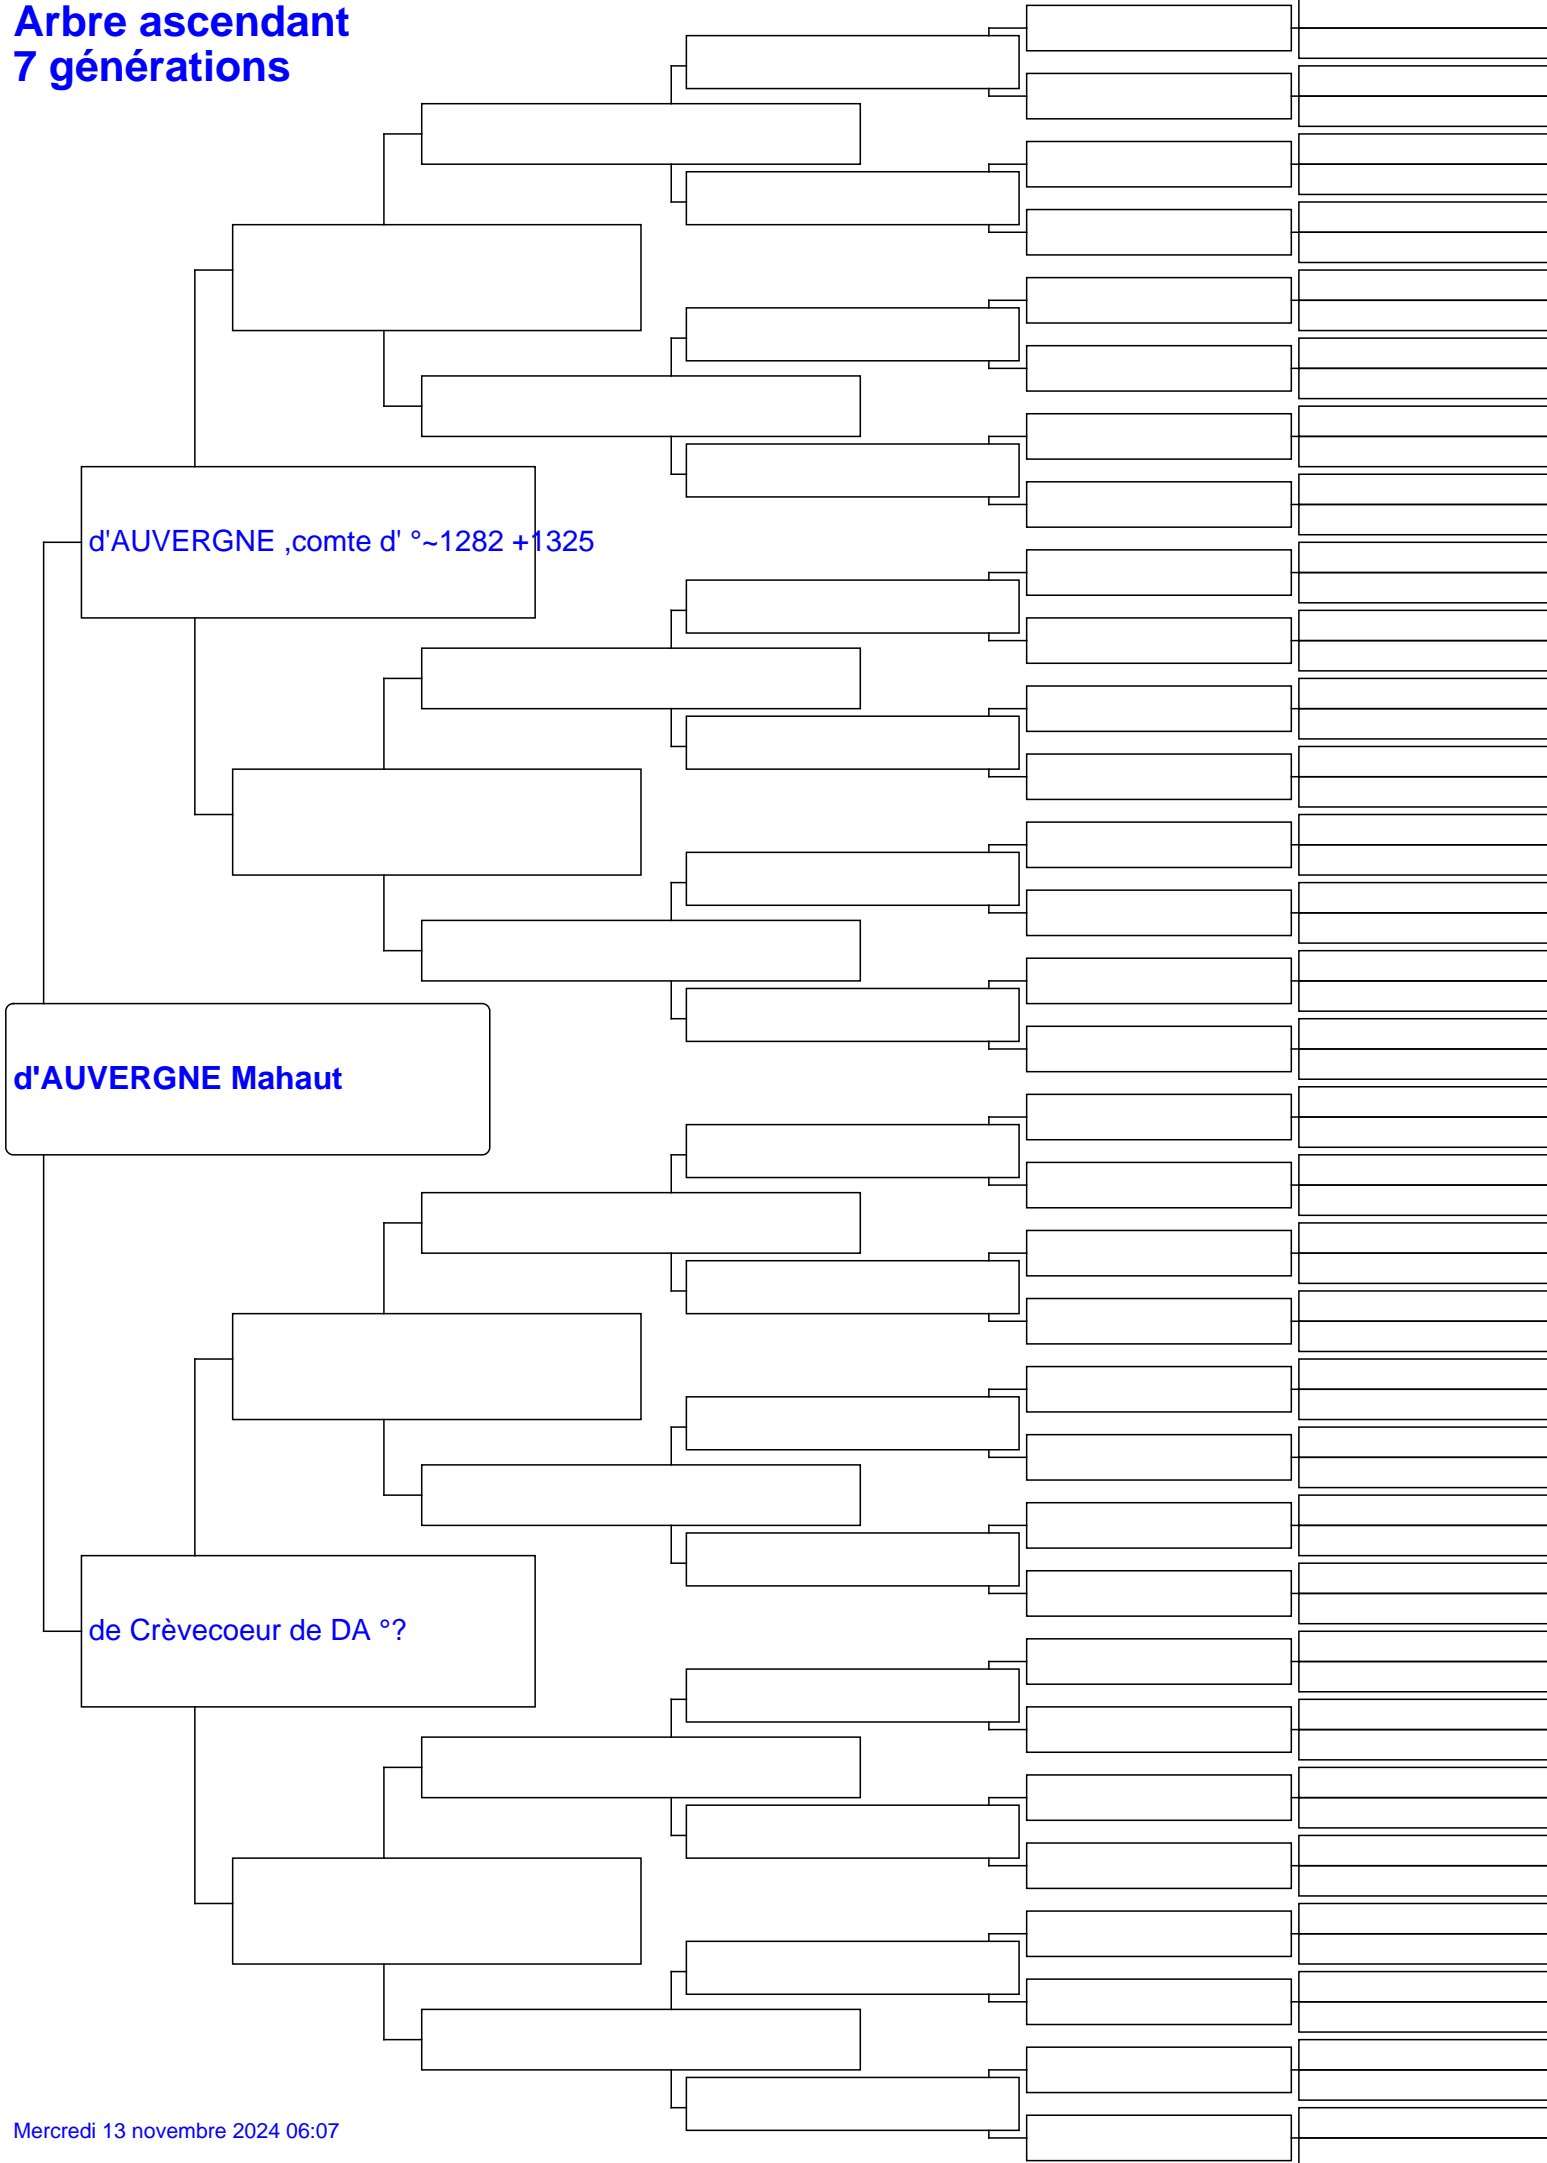 Arbre ascendant
7 générations
d'AUVERGNE ,comte d' °~1282 +1325
d'AUVERGNE Mahaut
de Crèvecoeur de DA °?
Mercredi 13 novembre 2024 06:07